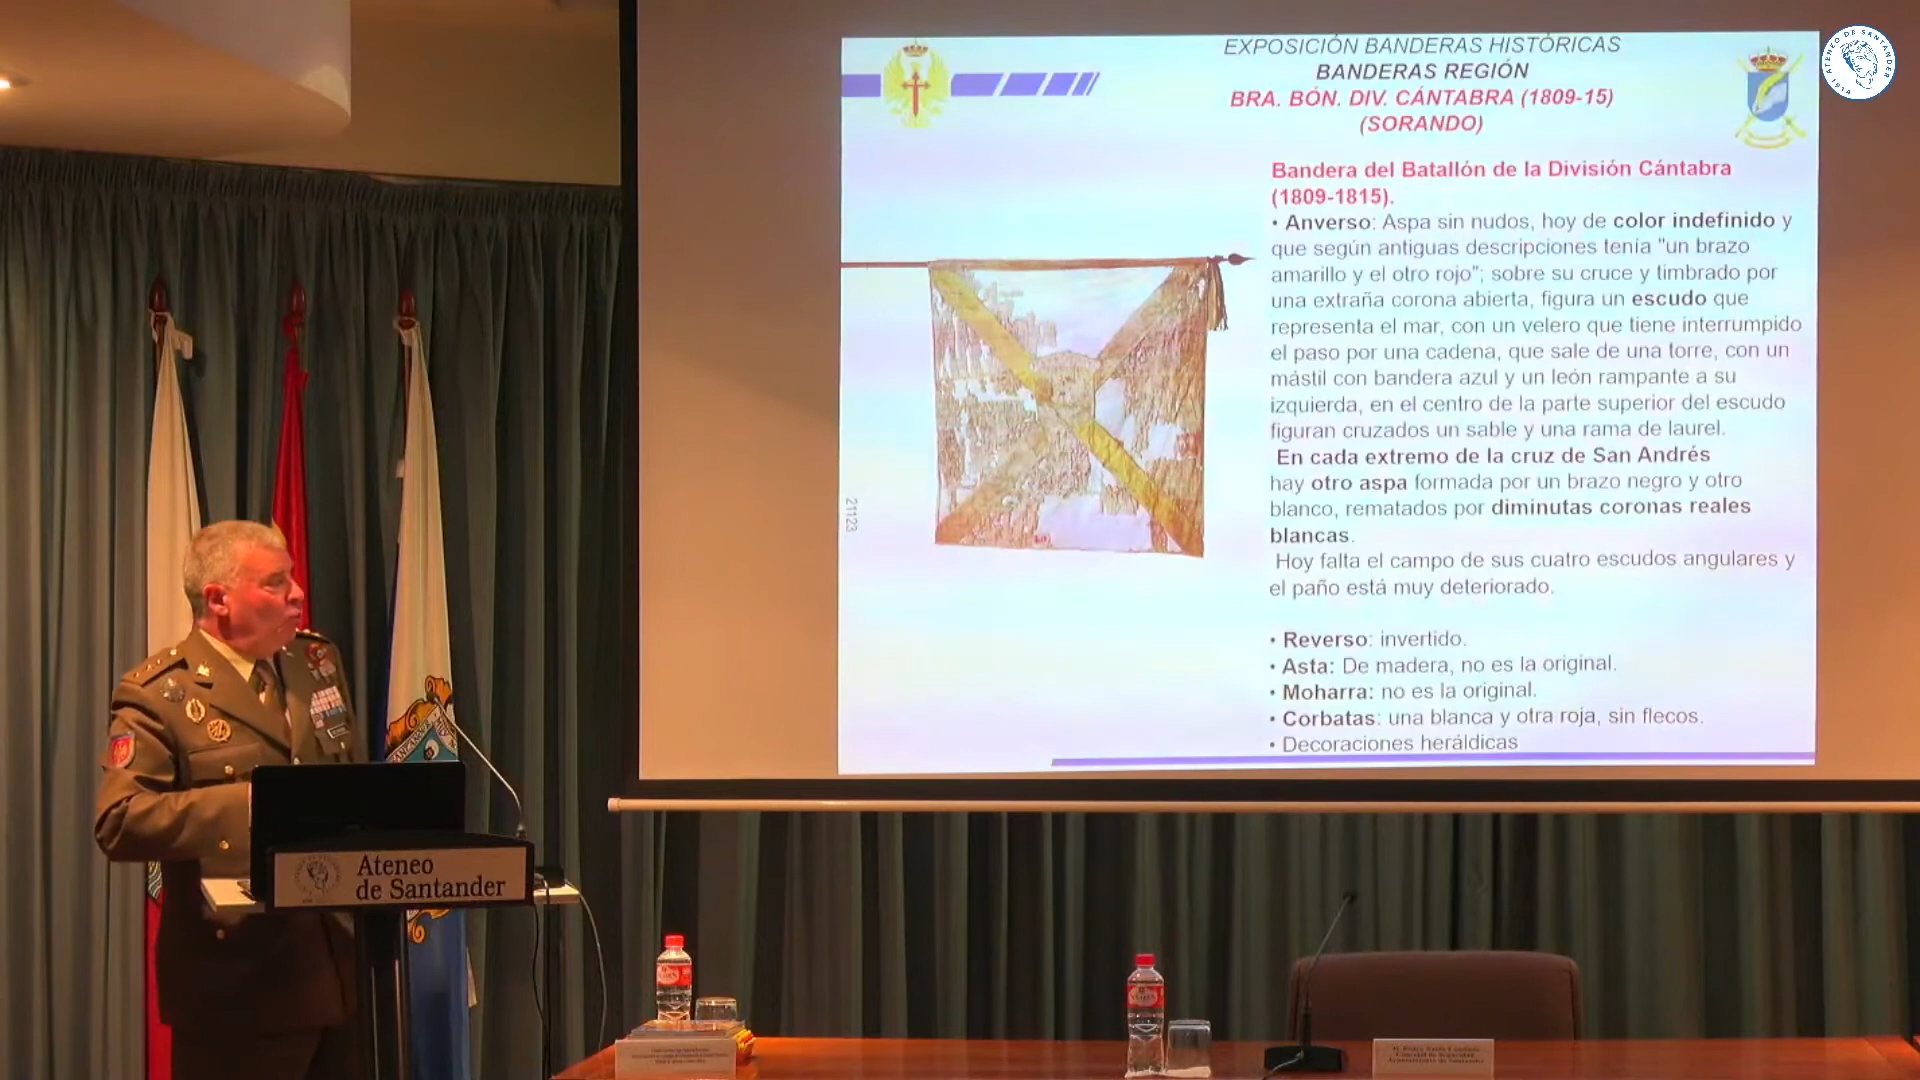 EXPOSICIÓN BANDERAS HISTÓRICAS
BANDERAS REGIÓN
BRA. BÓN. DIV. CÁNTABRA (1809-15)
(SORANDO)
ATENEO DE SANTANDER
1914
Bandera del Batallón de la División Cántabra
(1809-1815).
• Anverso: Aspa sin nudos, hoy de color indefinido y
que según antiguas descripciones tenía "un brazo
amarillo y el otro rojo"; sobre su cruce y timbrado por
una extraña corona abierta, figura un escudo que
representa el mar, con un velero que tiene interrumpido
el paso por una cadena, que sale de una torre, con un
mástil con bandera azul y un león rampante a su
izquierda, en el centro de la parte superior del escudo
figuran cruzados un sable y una rama de laurel.
En cada extremo de la cruz de San Andrés
hay otro aspa formada por un brazo negro y otro
blanco, rematados por diminutas coronas reales
blancas.
Hoy falta el campo de sus cuatro escudos angulares y
el paño está muy deteriorado.
• Reverso: invertido.
• Asta: De madera, no es la original.
• Moharra: no es la original.
• Corbatas: una blanca y otra roja, sin flecos.
• Decoraciones heráldicas
21123
Ateneo
de Santander